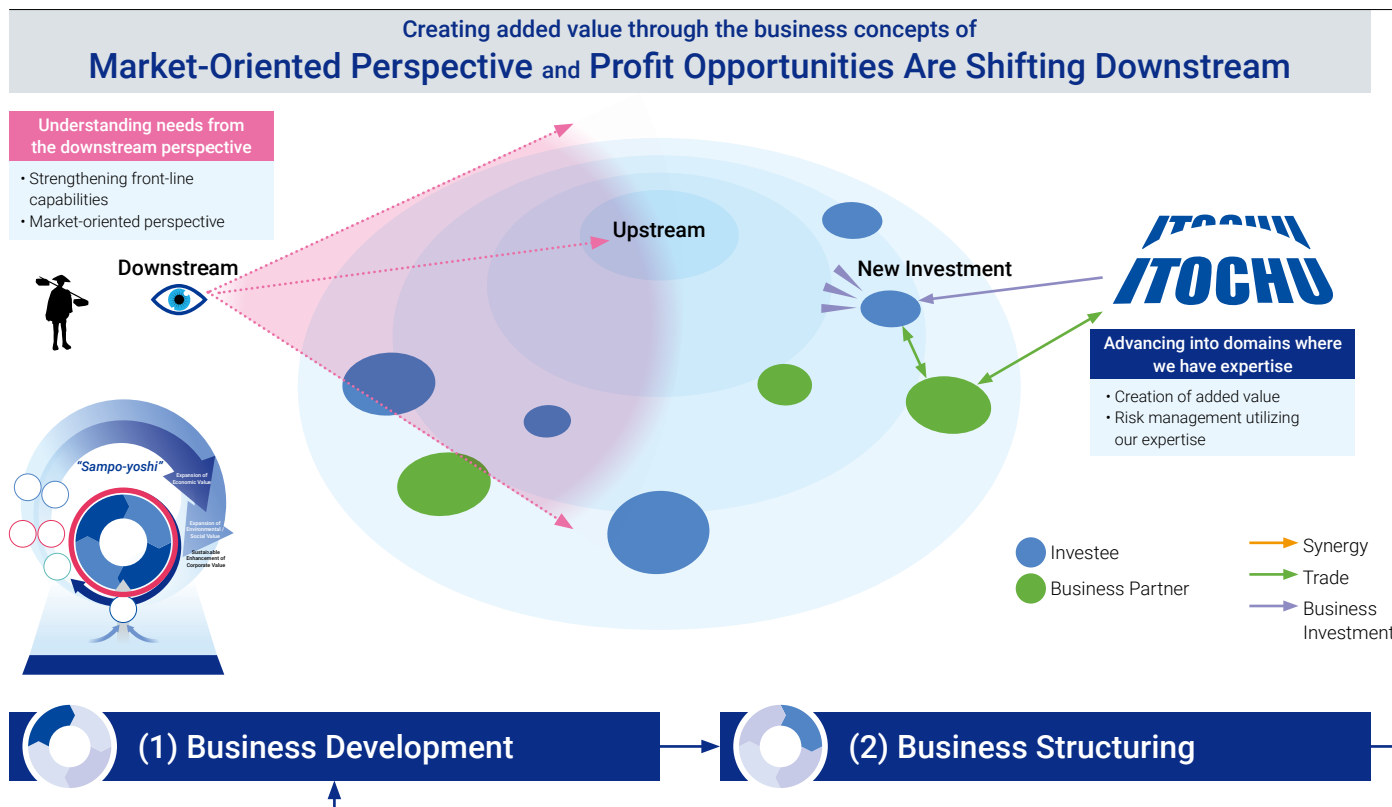 Creating added value through the business concepts of
Market-Oriented Perspective and Profit Opportunities Are Shifting Downstream
Understanding needs from
the downstream perspective
• Strengthening front-line
capabilities
• Market-oriented perspective
Downstream
Upstream
New Investment
ITOCHU
ITOCHU
Advancing into domains where
we have expertise
• Creation of added value
• Risk management utilizing
our expertise
"Sampo-yoshi"
Expansion of
Economic Value
Expansion of
Environmental /
Social Value
Sustainable
Enhancement of
Corporate Value
Investee
Business Partner
Synergy
Trade
Business
Investment
(1) Business Development
(2) Business Structuring